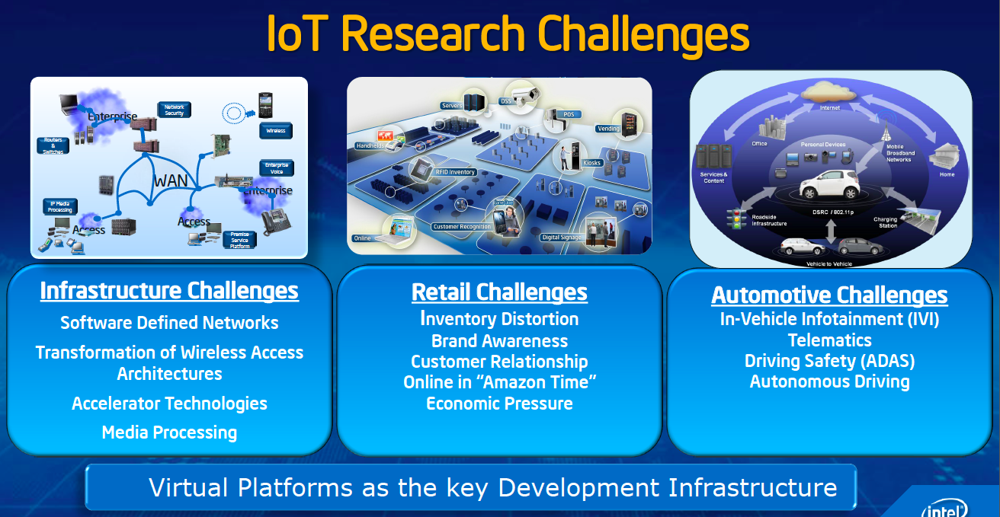 IoT Research Challenges
Enterprise
Network
Security
Wireless
Routers
&
Switches
Enterprise
Voice
WAN
Enterprise
IP Media
Processing
Access
Access
Premise
Service
Platform
Servers
DSS
POS
Vending
Handhelds
Kiosks
RFID Inventory
Customer Recognition
Digital Signage
Online
Internet
Office
Personal Devices
Mobile
Broadband
Networks
Services &
Content
Home
DSRC / 802.11p
Roadside
Infrastructure
Charging
Station
Vehicle to Vehicle
Infrastructure Challenges
Software Defined Networks
Transformation of Wireless Access
Architectures
Accelerator Technologies
Media Processing
Retail Challenges
Inventory Distortion
Brand Awareness
Customer Relationship
Online in “Amazon Time”
Economic Pressure
Automotive Challenges
In-Vehicle Infotainment (IVI)
Telematics
Driving Safety (ADAS)
Autonomous Driving
Virtual Platforms as the key Development Infrastructure
intel